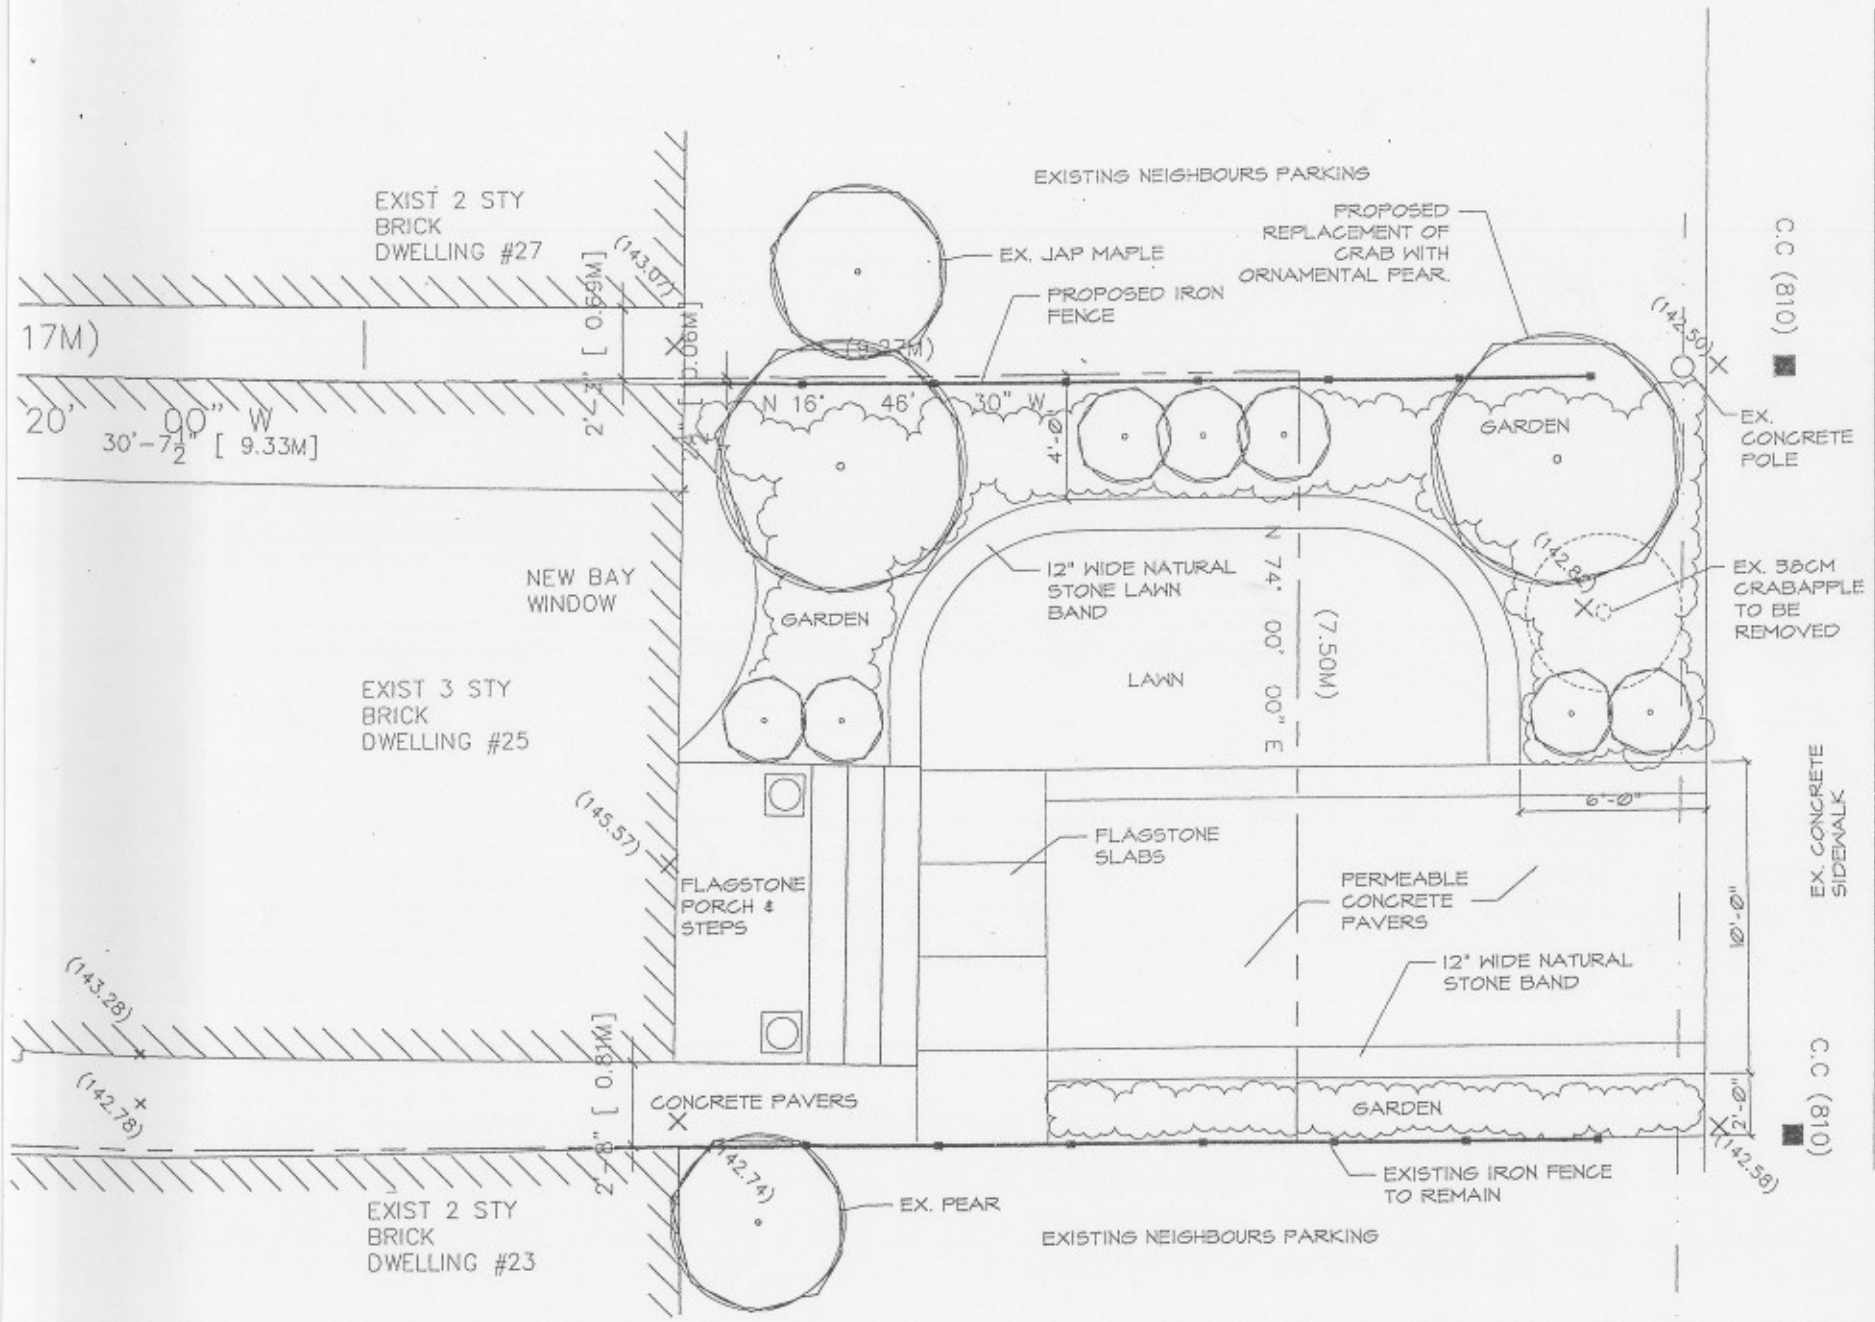 EXISTING NEIGHBOURS PARKING
EXIST 2 STY
BRICK
DWELLING #27
(143.07)
2'-3" [ 0.69M]
EX. JAP MAPLE
PROPOSED
REPLACEMENT OF
CRAB WITH
ORNAMENTAL PEAR.
PROPOSED IRON
FENCE
C.C (810)
(142.50)
17M)
(9.27M)
20' 00" W
30'-7 1/2" [ 9.33M]
N 16° 46' 30" W
4'-0"
GARDEN
EX.
CONCRETE
POLE
NEW BAY
WINDOW
12" WIDE NATURAL
STONE LAWN
BAND
N 74° 00' 00" E
(7.50M)
EX. 38CM
CRABAPPLE
TO BE
REMOVED
GARDEN
LAWN
EXIST 3 STY
BRICK
DWELLING #25
(145.57)
6'-0"
EX. CONCRETE
SIDEWALK
FLAGSTONE
SLABS
FLAGSTONE
PORCH &
STEPS
PERMEABLE
CONCRETE
PAVERS
10'-0"
12" WIDE NATURAL
STONE BAND
(143.28)
(142.78)
2'-8" [ 0.81M]
CONCRETE PAVERS
GARDEN
2'-0"
C.C (810)
(142.58)
(142.74)
EXISTING IRON FENCE
TO REMAIN
EX. PEAR
EXIST 2 STY
BRICK
DWELLING #23
EXISTING NEIGHBOURS PARKING